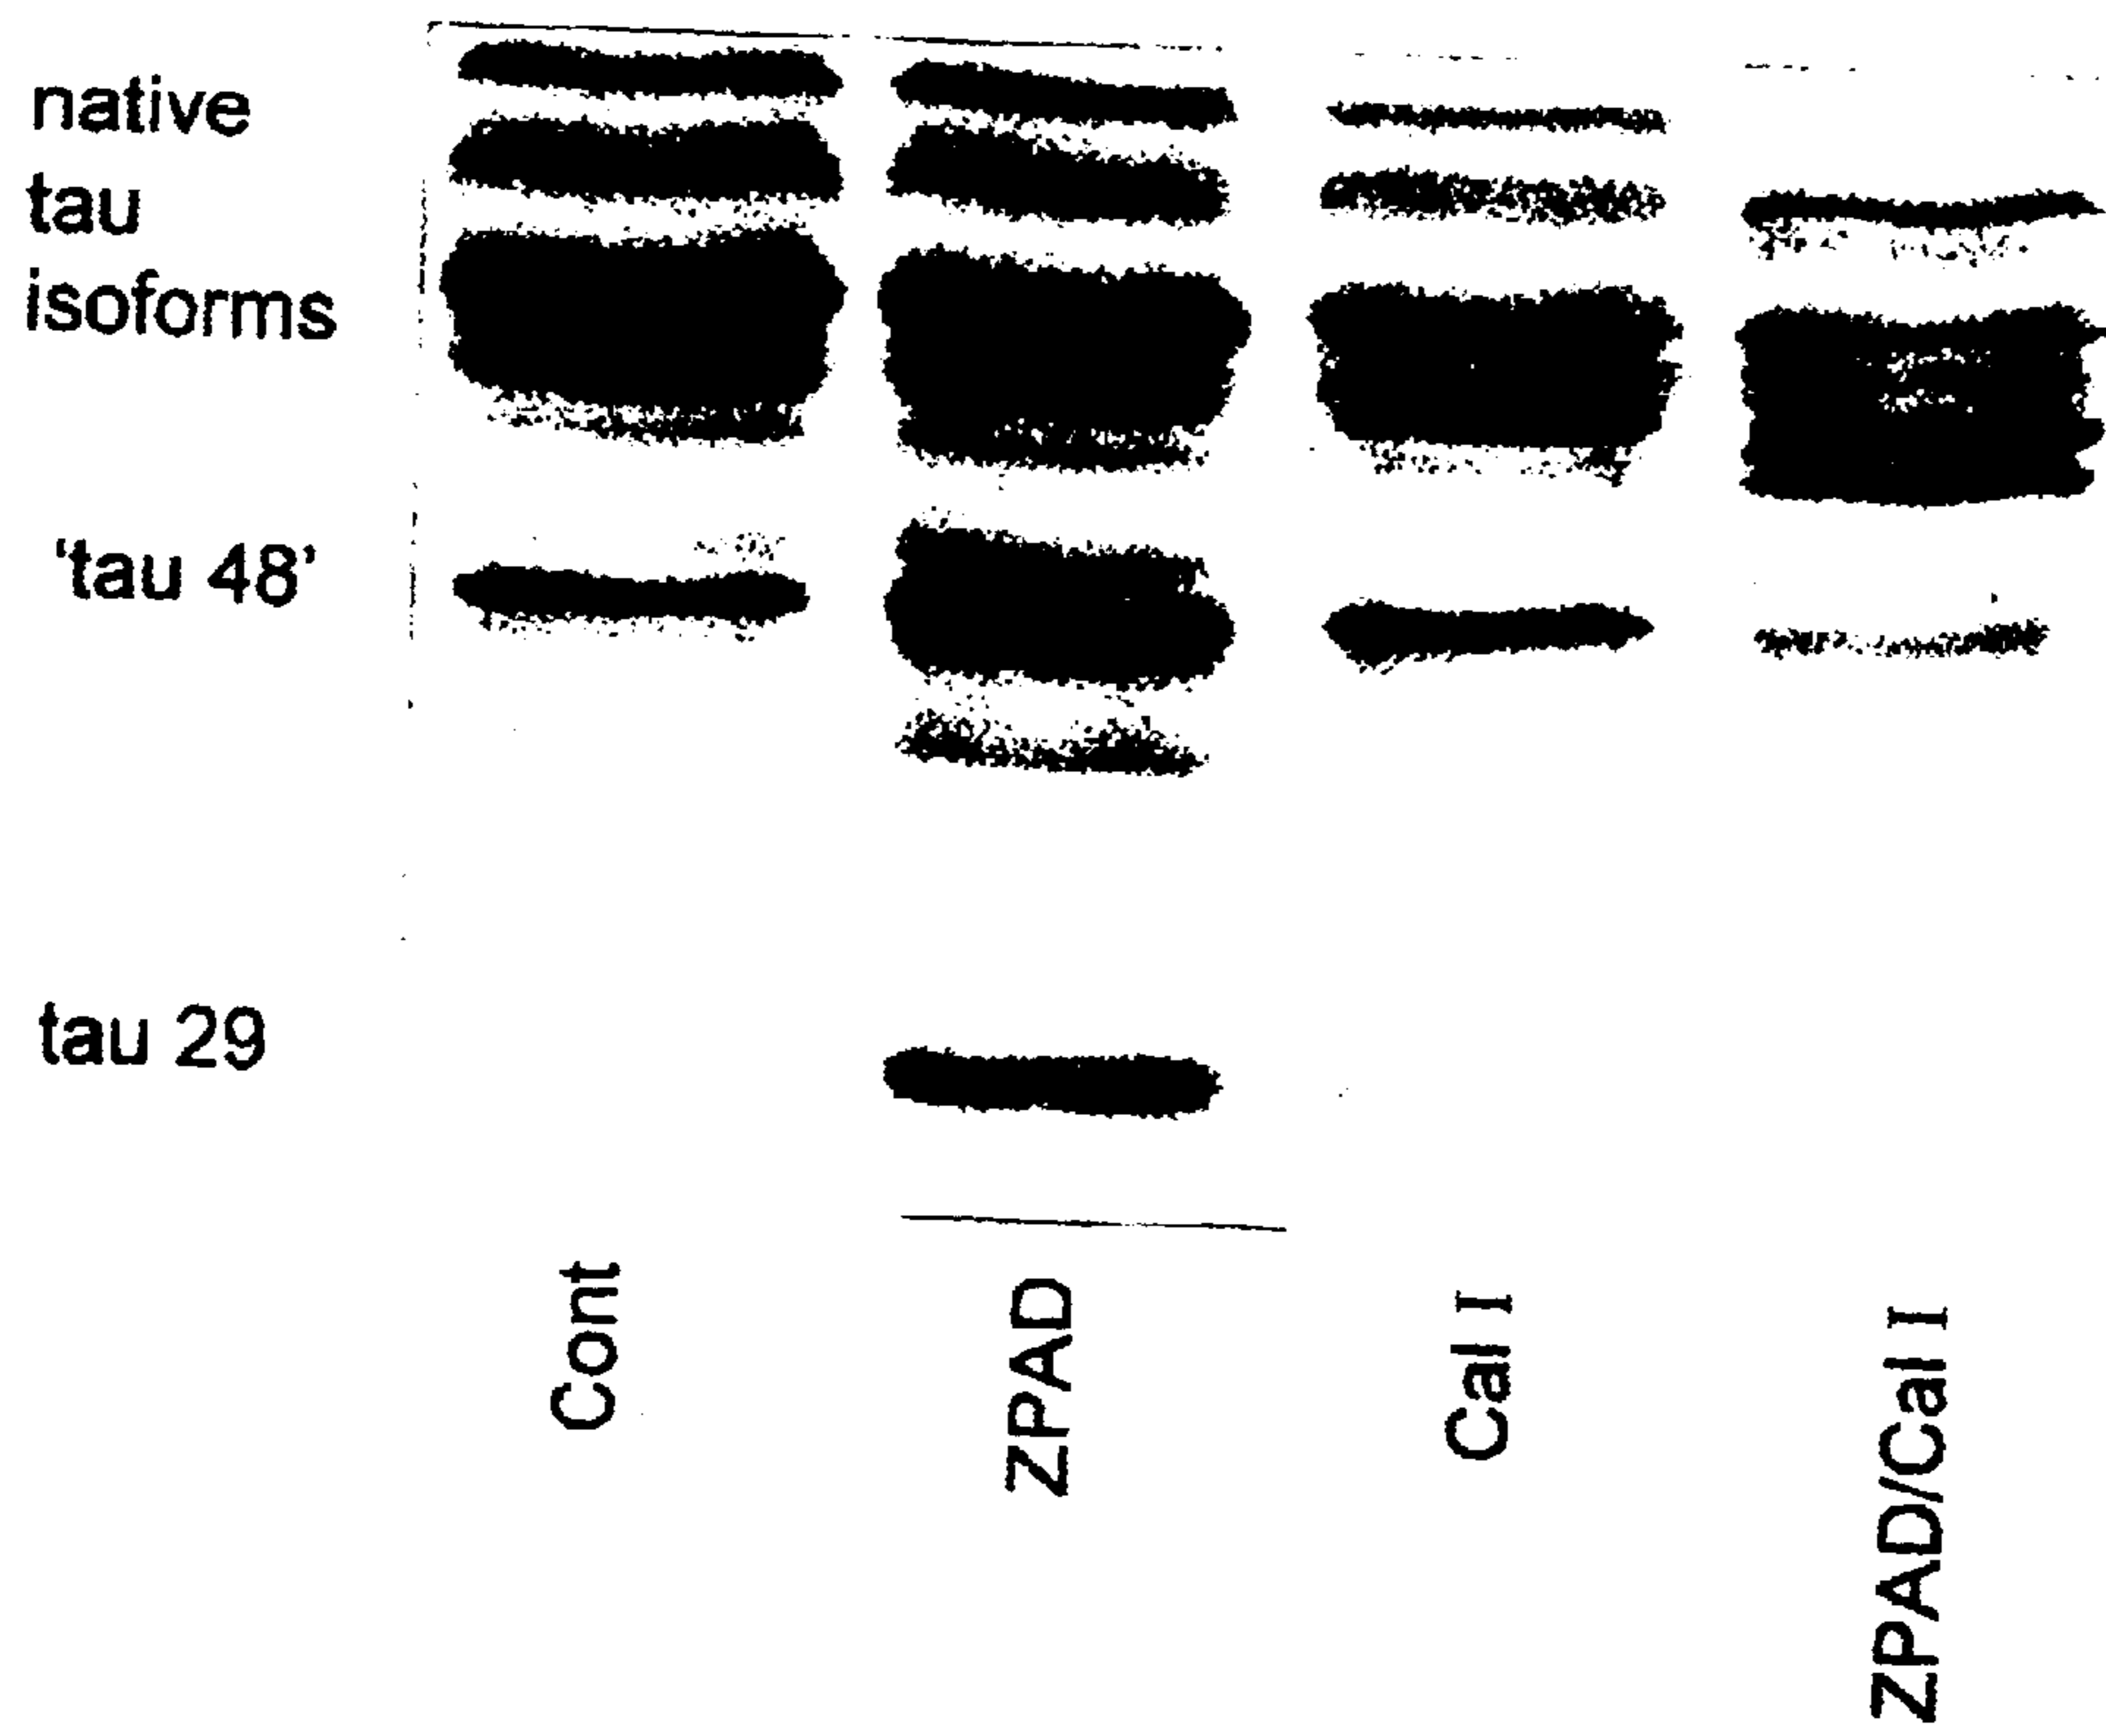 native
tau
isoforms
‘tau 48’
tau 29
Cont
ZPAD
Cal I
ZPAD/Cal I